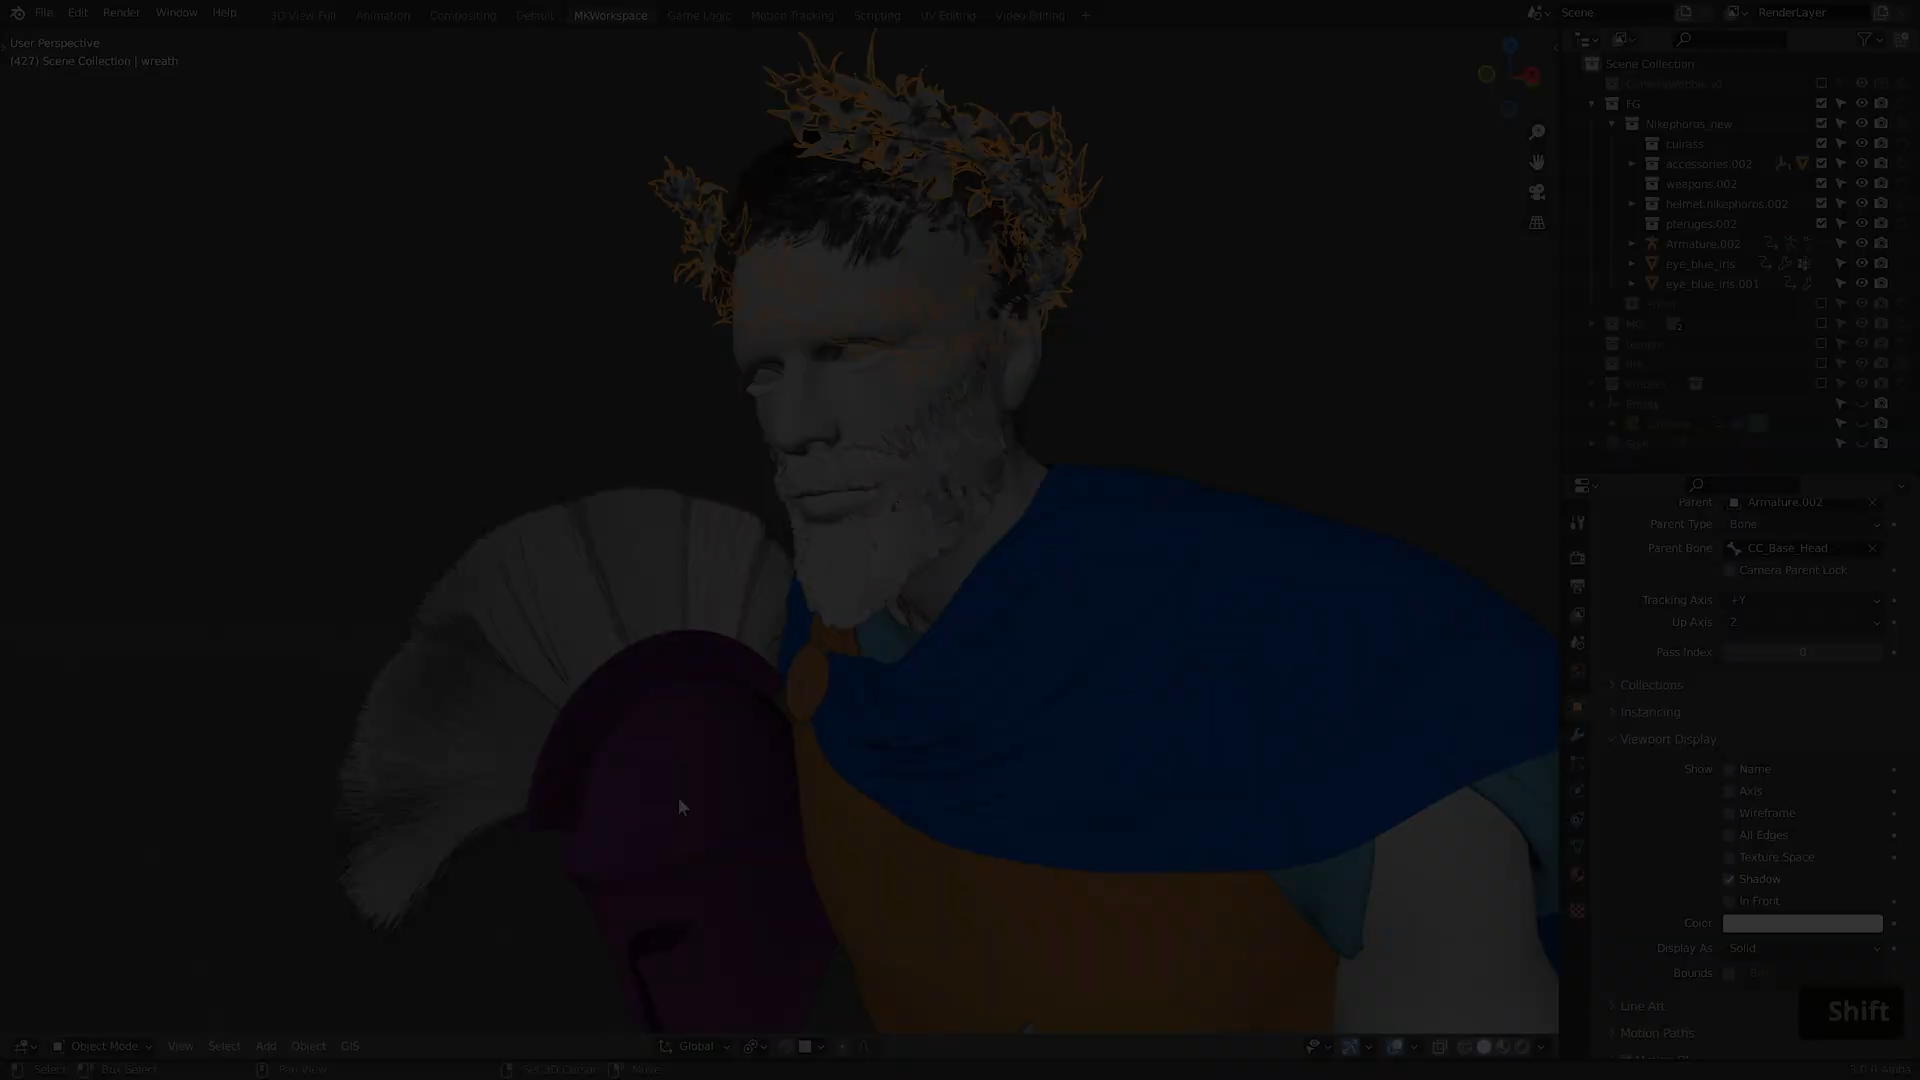 File Edit Render Window Help
3D View Full Animation Compositing Default MKWorkspace Game Logic Motion Tracking Scripting UV Editing Video Editing +
Scene
RenderLayer
User Perspective
(427) Scene Collection | wreath
Scene Collection
FG
Nikephoros_new
cuirass
accessories.002
weapons.002
helmet.nikephoros.002
pteruges.002
Armature.002
eye_blue_iris
eye_blue_iris.001
Parent Armature.002
Parent Type Bone
Parent Bone CC_Base_Head
Camera Parent Lock
Tracking Axis +Y
Up Axis Z
Pass Index 0
Collections
Instancing
Viewport Display
Show Name
Axis
Wireframe
All Edges
Texture Space
Shadow
In Front
Color
Display As Solid
Bounds
Line Art
Motion Paths
Shift
Object Mode View Select Add Object GIS
Global
Select Box Select Pan View Set 3D Cursor Move
3.0.0 Alpha